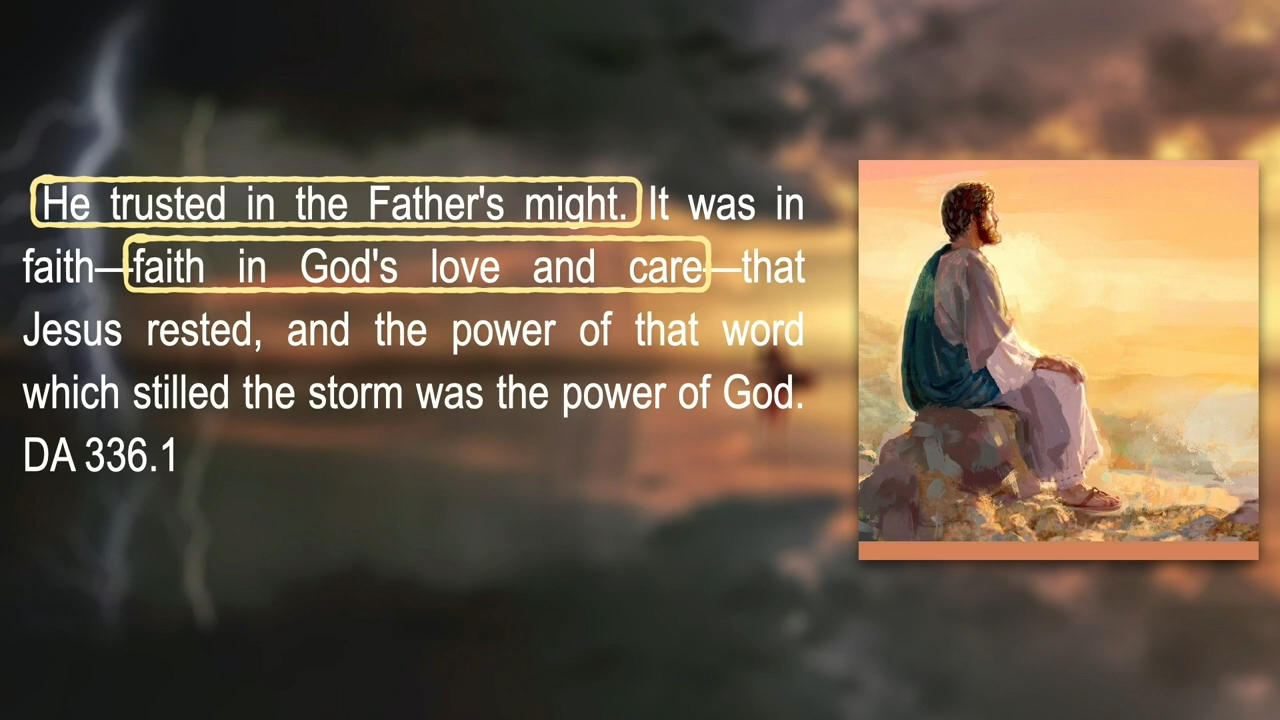 He trusted in the Father's might. It was in
faith—faith in God's love and care—that
Jesus rested, and the power of that word
which stilled the storm was the power of God.
DA 336.1